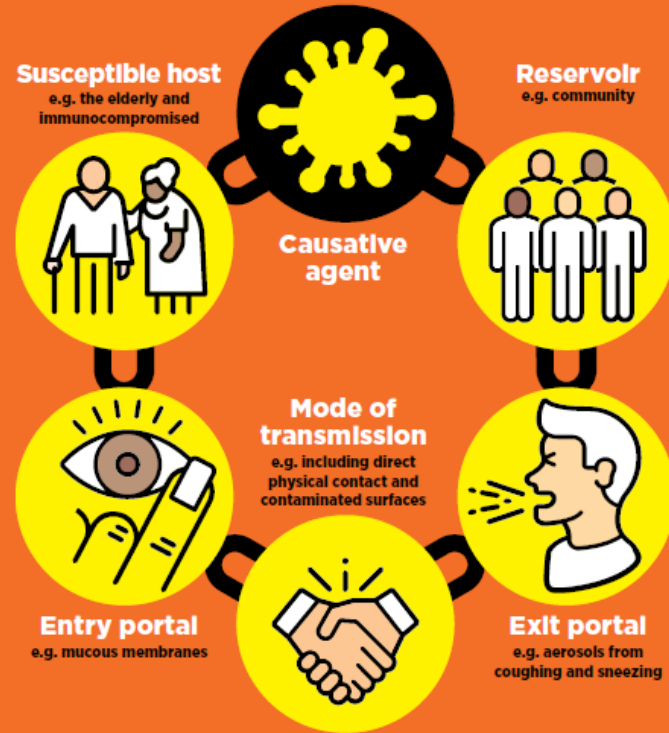 Susceptible host
e.g. the elderly and
immunocompromised
Causative
agent
Reservoir
e.g. community
Entry portal
e.g. mucous membranes
Mode of
transmission
e.g. including direct
physical contact and
contaminated surfaces
Exit portal
e.g. aerosols from
coughing and sneezing